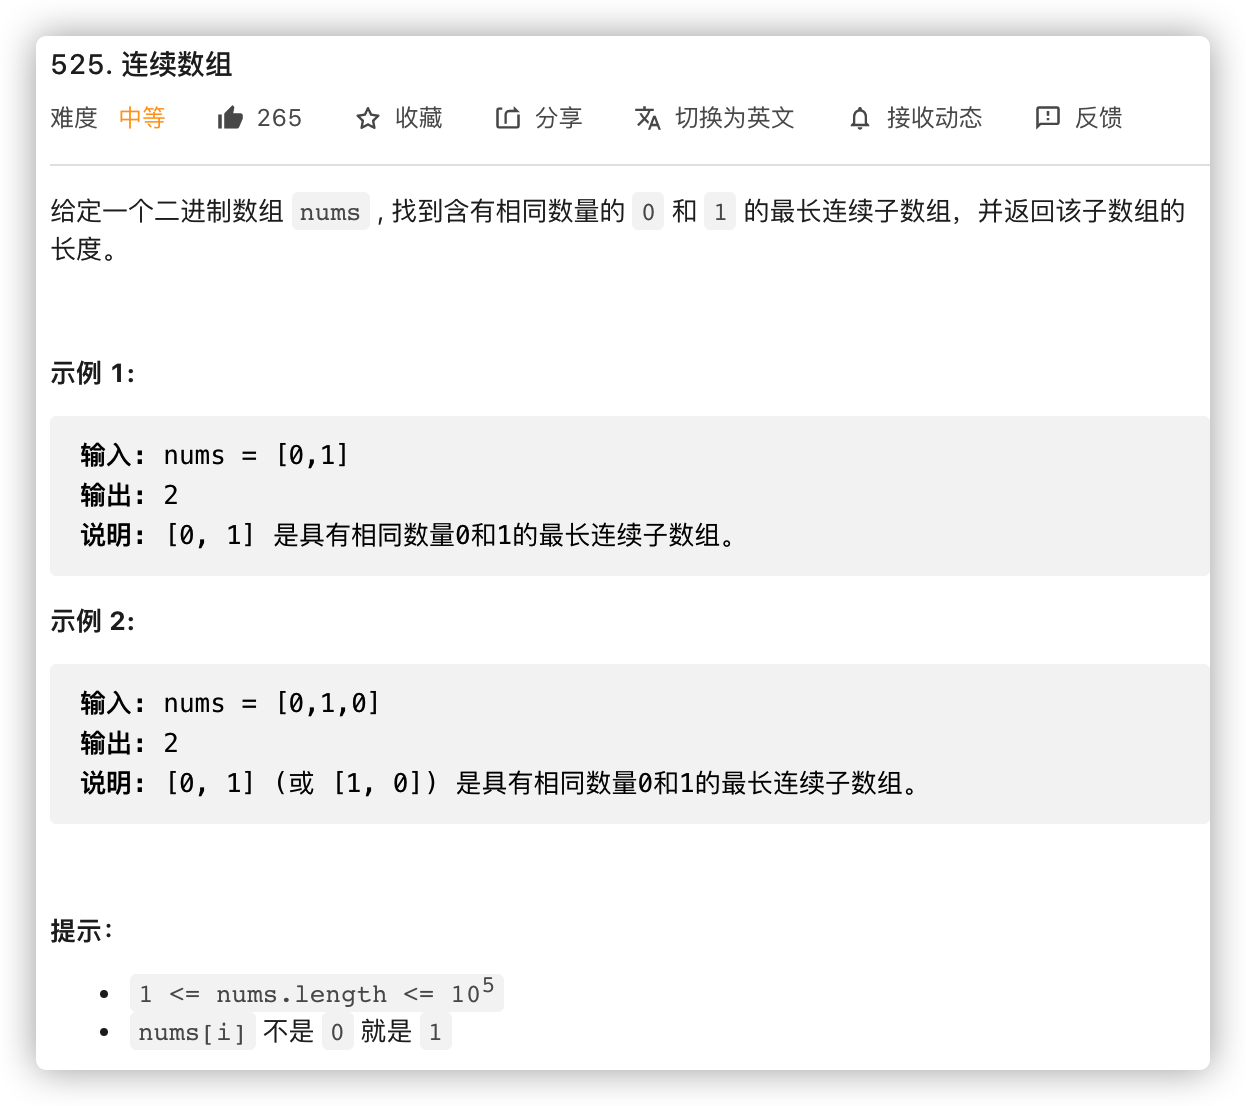 525. 连续数组
难度 中等 265 收藏 分享 切换为英文 接收动态 反馈
给定一个二进制数组 nums , 找到含有相同数量的 0 和 1 的最长连续子数组，并返回该子数组的
长度。
示例 1:
输入: nums = [0,1]
输出: 2
说明: [0, 1] 是具有相同数量0和1的最长连续子数组。
示例 2:
输入: nums = [0,1,0]
输出: 2
说明: [0, 1] (或 [1, 0]) 是具有相同数量0和1的最长连续子数组。
提示：
• 1 <= nums.length <= 10⁵
• nums[i] 不是 0 就是 1